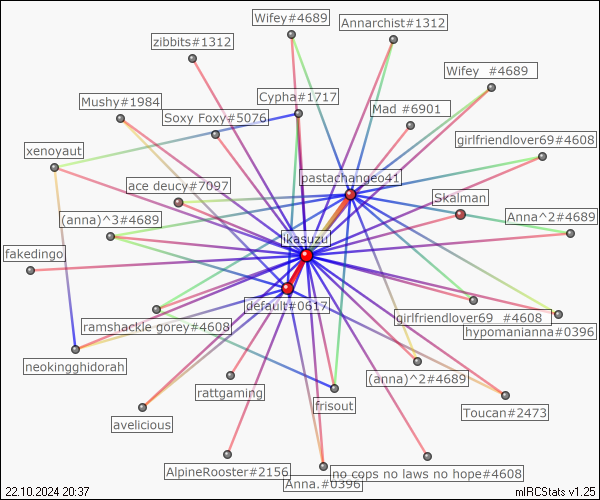 Wifey#4689
Annarchist#1312
zibbits#1312
Wifey #4689
Cypha#1717
Mushy#1984
Mad #6901
Soxy Foxy#5076
girlfriendlover69#4608
xenoyaut
pastachangeo41
ace deucy#7097
Skalman
(anna)^3#4689
Anna^2#4689
ikasuzu
fakedingo
default#0617
girlfriendlover69 #4608
ramshackle gorey#4608
hypomanianna#0396
neokingghidorah
(anna)^2#4689
rattgaming
frisout
Toucan#2473
avelicious
AlpineRooster#2156
no cops no laws no hope#4608
Anna.#0396
22.10.2024 20:37
mIRCStats v1.25